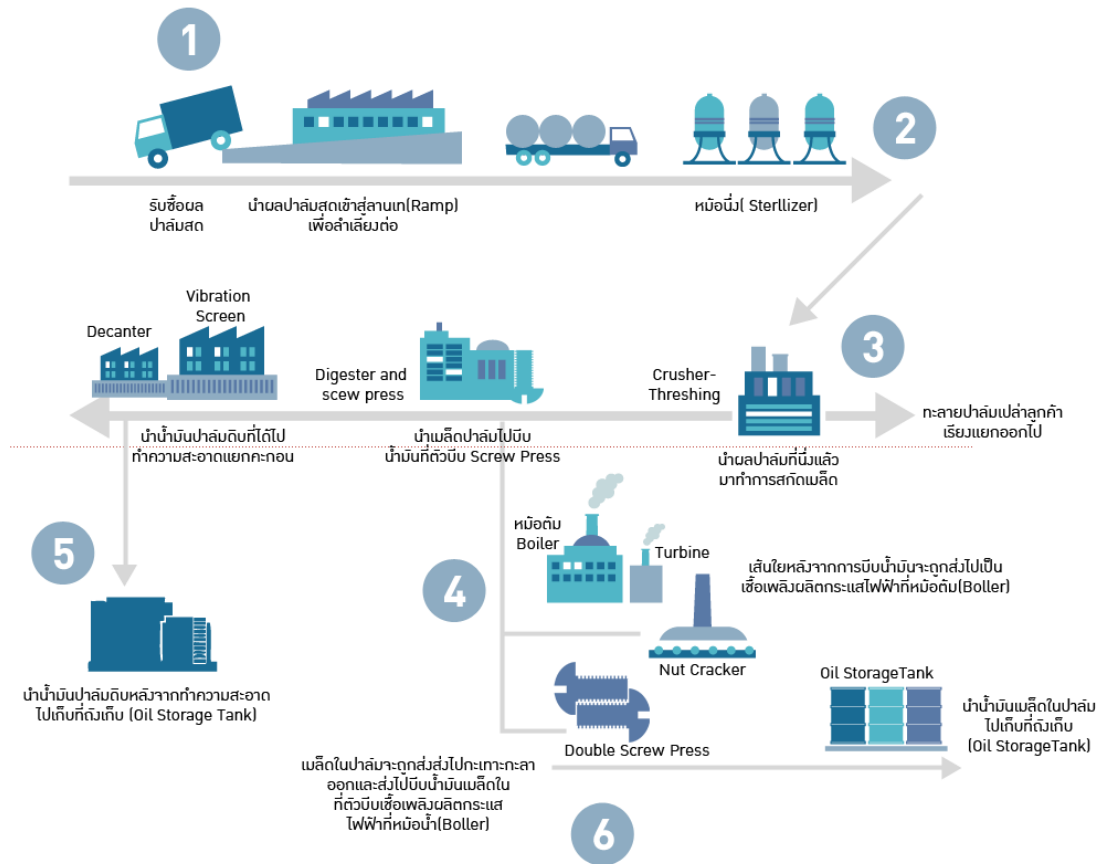 1
รับซื้อผล
ปาล์มสด
นำผลปาล์มสดเข้าสู่ลานเท(Ramp)
เพื่อลำเลียงต่อ
หม้อนึ่ง( Sterllizer)
2
Decanter
Vibration
Screen
Digester and
scew press
Crusher-
Threshing
3
นำน้ำมันปาล์มดิบที่ได้ไป
ทำความสะอาดแยกคะกอน
นำเมล็ดปาล์มไปบีบ
น้ำมันที่ตัวบีบ Screw Press
นำผลปาล์มที่นึ่งแล้ว
มาทำการสกัดเมล็ด
ทะลายปาล์มเปล่าลูกค้า
เรียงแยกออกไป
5
นำน้ำมันปาล์มดิบหลังจากทำความสะอาด
ไปเก็บที่ถังเก็บ (Oil Storage Tank)
4
หม้อต้ม
Boiler
Turbine
เส้นใยหลังจากการบีบน้ำมันจะถูกส่งไปเป็น
เชื้อเพลิงผลิตกระแสไฟฟ้าที่หม้อต้ม(Boller)
Nut Cracker
Double Screw Press
Oil StorageTank
นำน้ำมันเมล็ดในปาล์ม
ไปเก็บที่ถังเก็บ
(Oil StorageTank)
เมล็ดในปาล์มจะถูกส่งส่งไปกะเทาะกะลา
ออกและส่งไปบีบน้ำมันเมล็ดใน
ที่ตัวบีบเชื้อเพลิงผลิตกระแส
ไฟฟ้าที่หม้อน้ำ(Boller)
6